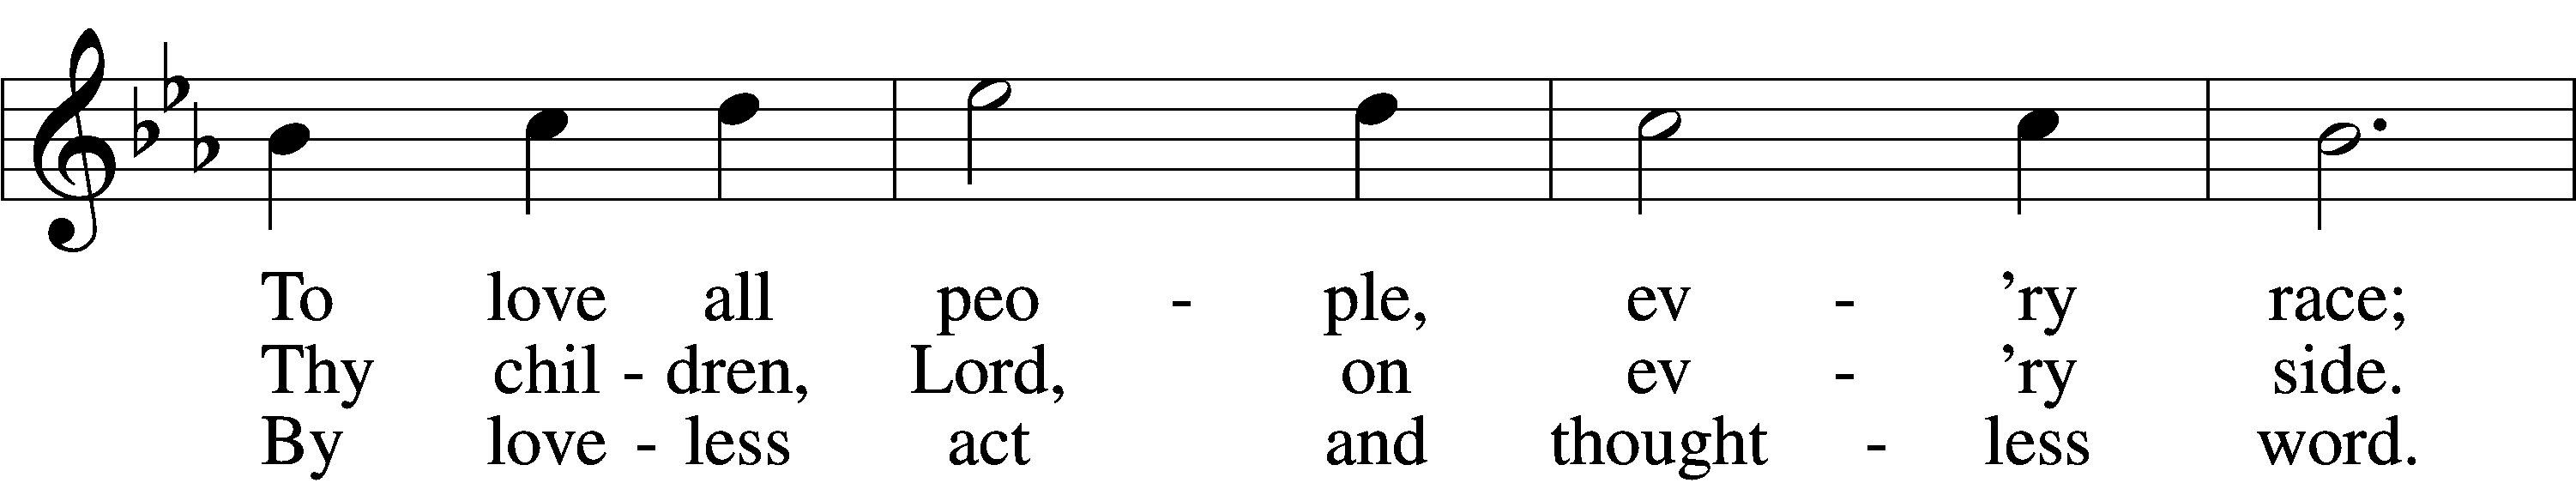 To love all peo - ple, ev - ’ry race;
Thy chil - dren, Lord, on ev - ’ry side.
By love - less act and thought - less word.